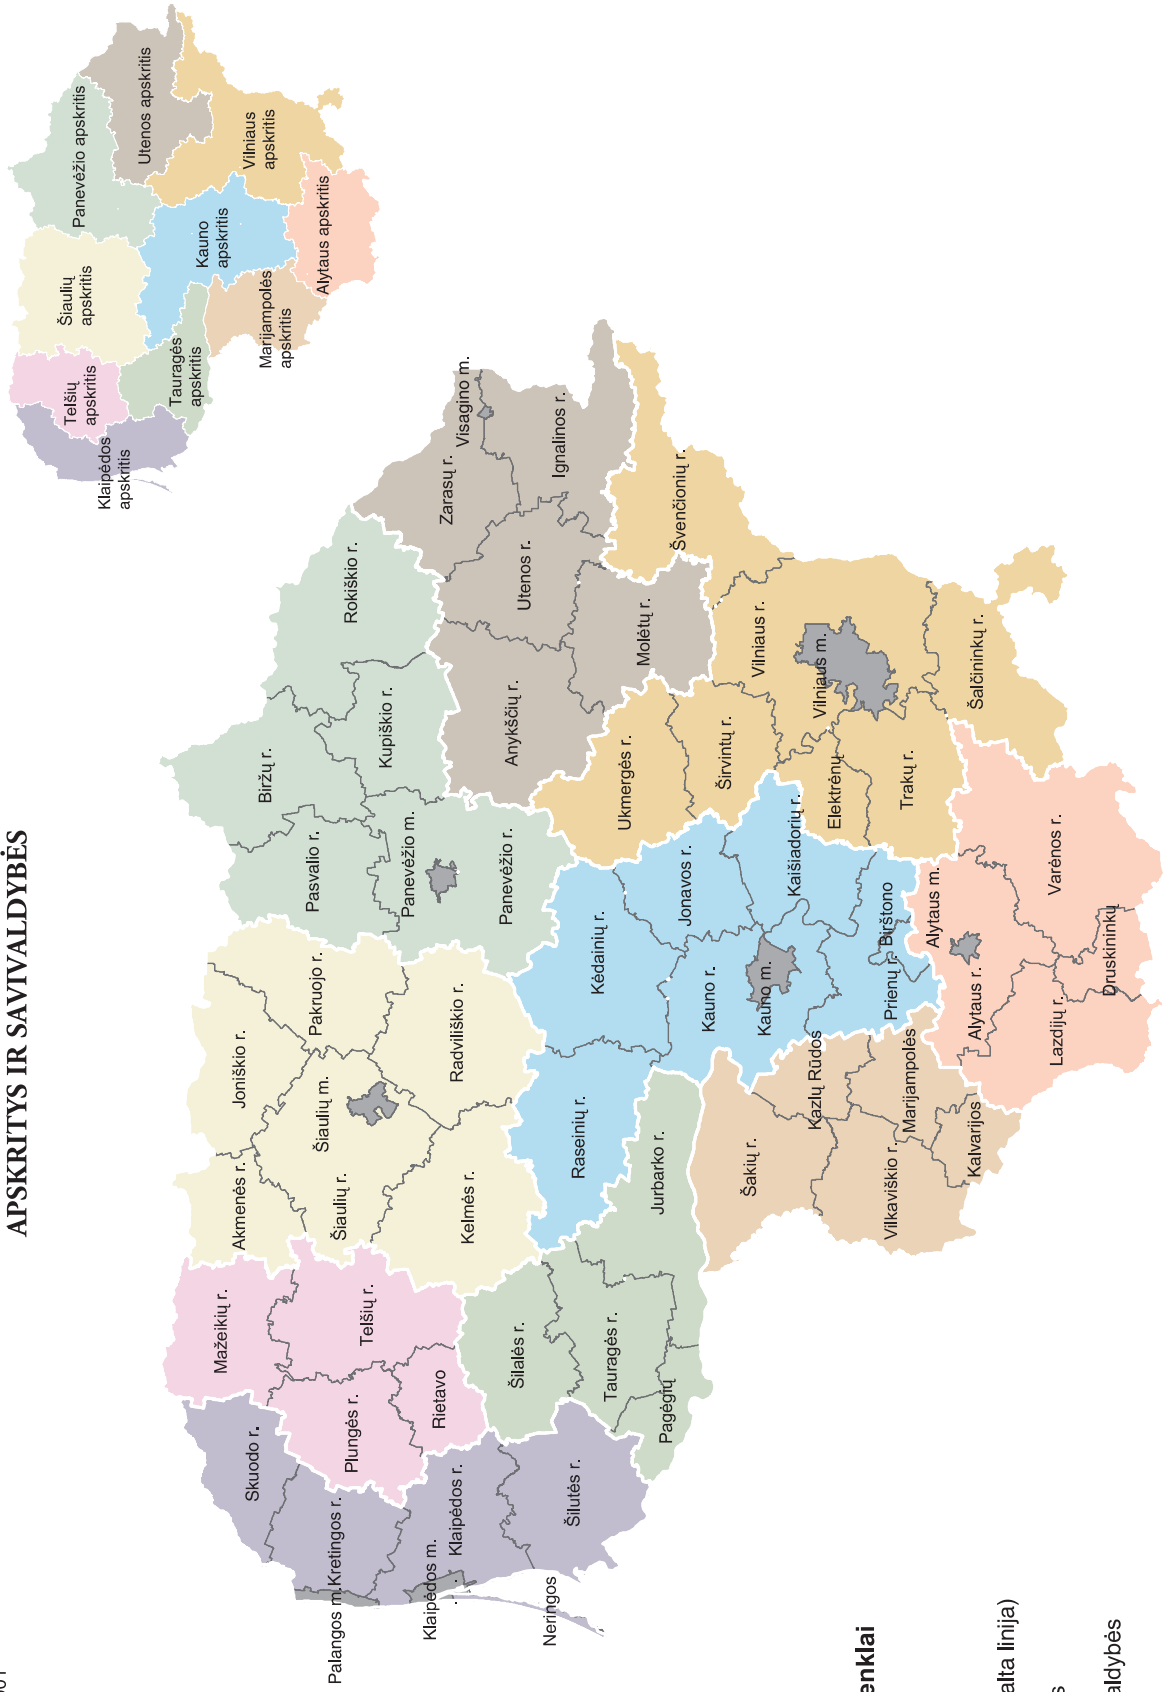 APSKRITYS IR SAVIVALDYBĖS
Klaipėdos
apskritis
Telšių
apskritis
Šiaulių
apskritis
Panevėžio apskritis
Utenos apskritis
Tauragės
apskritis
Kauno
apskritis
Vilniaus
apskritis
Marijampolės
apskritis
Alytaus apskritis
Skuodo r.
Mažeikių r.
Akmenės r.
Joniškio r.
Pakruojo r.
Pasvalio r.
Biržų r.
Rokiškio r.
Kupiškio r.
Palangos m.
Kretingos r.
Plungės r.
Telšių r.
Šiaulių r.
Šiaulių m.
Panevėžio m.
Panevėžio r.
Radviliškio r.
Kelmės r.
Rietavo
Klaipėdos m.
Klaipėdos r.
Neringos
Šilutės r.
Šilalės r.
Tauragės r.
Pagėgių
Jurbarko r.
Raseinių r.
Kėdainių r.
Jonavos r.
Kauno r.
Kauno m.
Kaišiadorių r.
Prienų r.
Birštono
Anykščių r.
Utenos r.
Zarasų r.
Visagino m.
Ignalinos r.
Molėtų r.
Ukmergės r.
Širvintų r.
Švenčionių r.
Vilniaus r.
Vilniaus m.
Elektrėnų
Trakų r.
Šalčininkų r.
Šakių r.
Kazlų Rūdos
Vilkaviškio r.
Marijampolės
Kalvarijos
Alytaus m.
Alytaus r.
Lazdijų r.
Varėnos r.
Druskininkų
enklai
alta linija)
s
aldybės